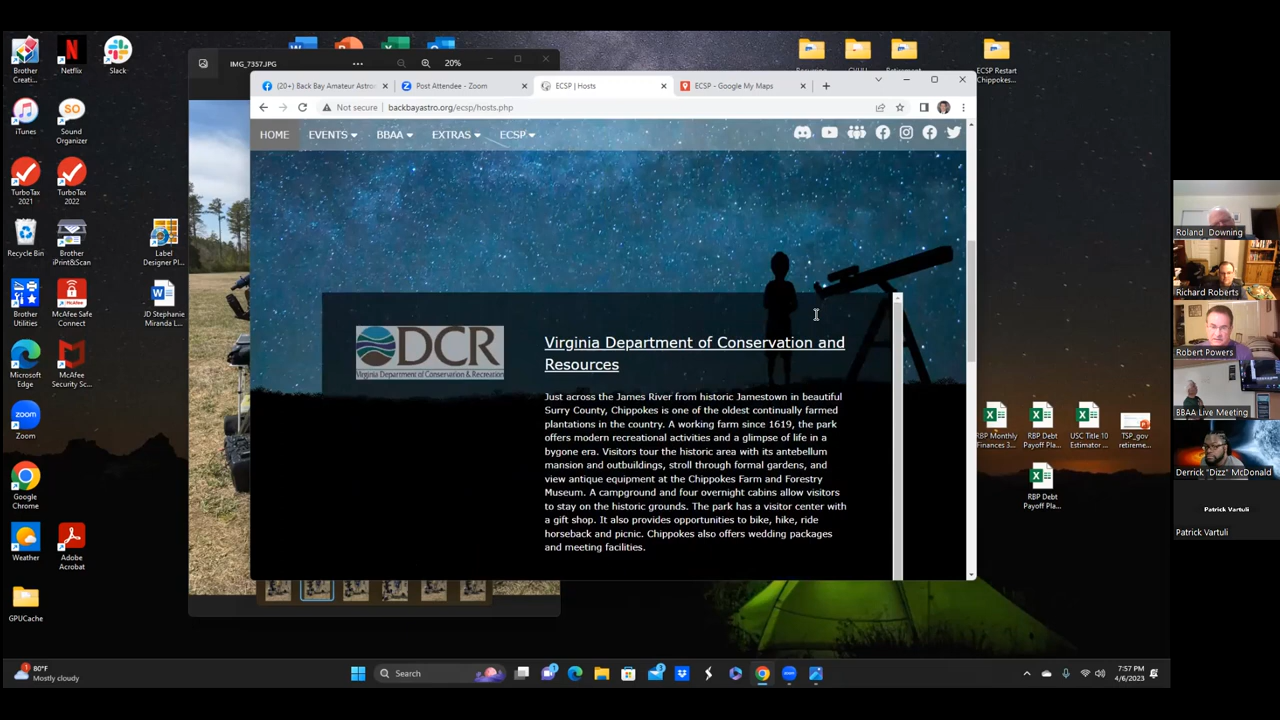 IMG_7357.JPG
20%
Brother Creati...
Netflix
Slack
iTunes
Sound Organizer
TurboTax 2021
TurboTax 2022
Recycle Bin
Brother iPrint&Scan
Label Designer Pl...
Brother Utilities
McAfee Safe Connect
JD Stephanie Miranda L...
Microsoft Edge
McAfee Security Sc...
Zoom
Google Chrome
Weather
Adobe Acrobat
GPUCache
ECSP Restart Chippokes...
(20+) Back Bay Amateur Astron
Post Attendee - Zoom
ECSP | Hosts
ECSP - Google My Maps
Not secure
backbayastro.org/ecsp/hosts.php
HOME
EVENTS
BBAA
EXTRAS
ECSP
DCR
Virginia Department of Conservation & Recreation
Virginia Department of Conservation and
Resources
Just across the James River from historic Jamestown in beautiful
Surry County, Chippokes is one of the oldest continually farmed
plantations in the country. A working farm since 1619, the park
offers modern recreational activities and a glimpse of life in a
bygone era. Visitors tour the historic area with its antebellum
mansion and outbuildings, stroll through formal gardens, and
view antique equipment at the Chippokes Farm and Forestry
Museum. A campground and four overnight cabins allow visitors
to stay on the historic grounds. The park has a visitor center with
a gift shop. It also provides opportunities to bike, hike, ride
horseback and picnic. Chippokes also offers wedding packages
and meeting facilities.
RBP Monthly Finances 3...
RBP Debt Payoff Pla...
USC Title 10 Estimator ...
TSP_gov retireme...
RBP Debt Payoff Pla...
Roland Downing
Richard Roberts
Robert Powers
BBAA Live Meeting
Derrick "Dizz" McDonald
Patrick Vartuli
Patrick Vartuli
80°F
Mostly cloudy
Search
7:57 PM
4/6/2023